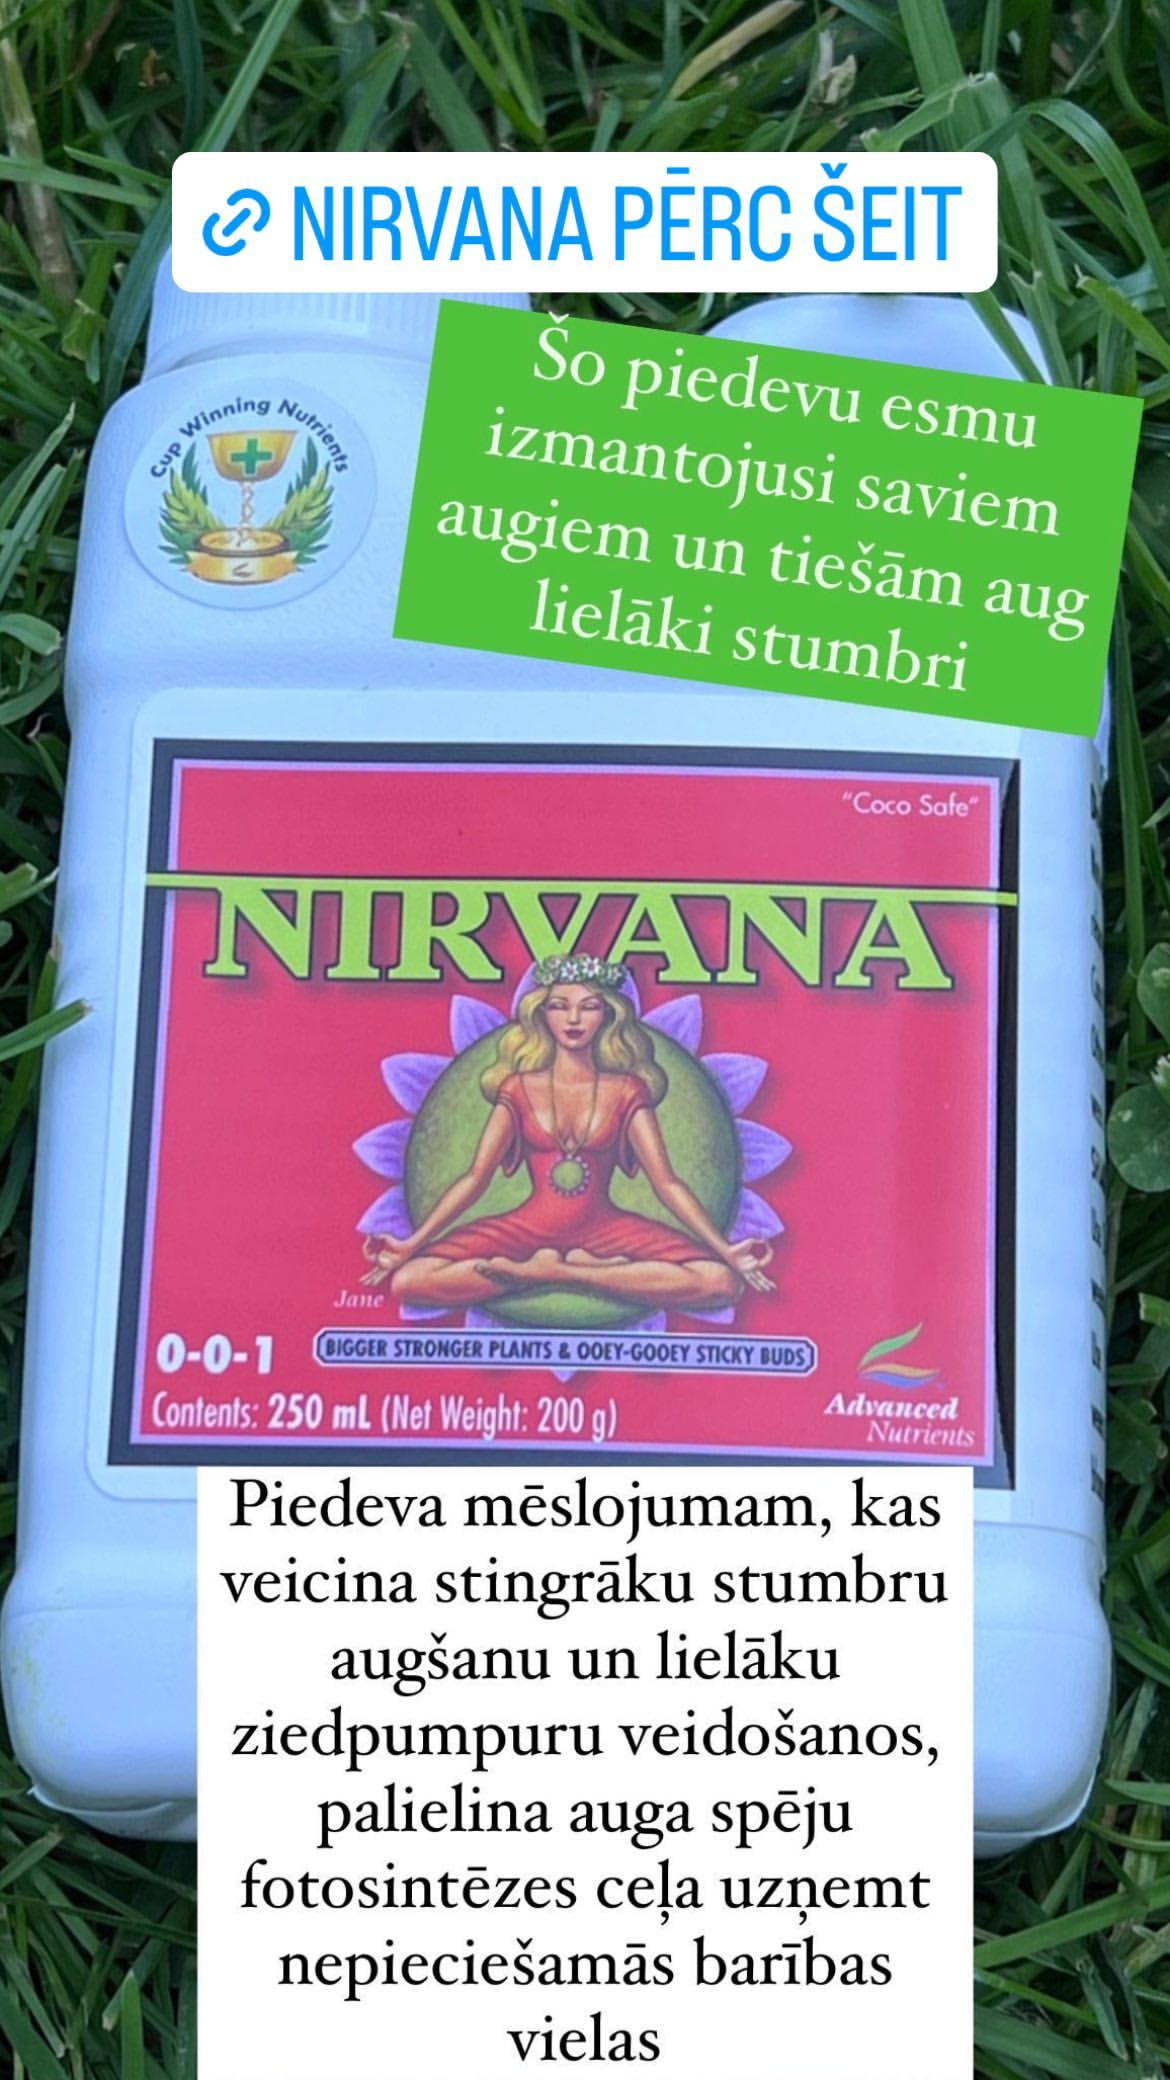 NIRVANA PĒRC ŠEIT
Šo piedevu esmu
izmantojusi saviem
augiem un tiešām aug
lielāki stumbri
Cup Winning Nutrients
"Coco Safe"
NIRVANA
Jane
0-0-1
BIGGER STRONGER PLANTS & OOEY-GOOEY STICKY BUDS
Contents: 250 mL (Net Weight: 200 g)
Advanced
Nutrients
Piedeva mēslojumam, kas
veicina stingrāku stumbru
augšanu un lielāku
ziedpumpuru veidošanos,
palielina auga spēju
fotosintēzes ceļa uzņemt
nepieciešamās barības
vielas